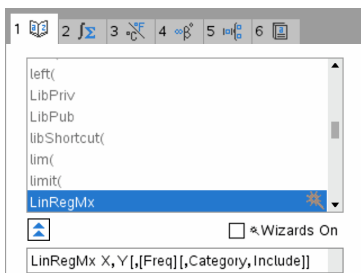 1 2 ∫Σ 3 °C°F 4 ∞β° 5 6
left(
LibPriv
LibPub
libShortcut(
lim(
limit(
LinRegMx
Wizards On
LinRegMx X,Y[,[Freq][,Category,Include]]